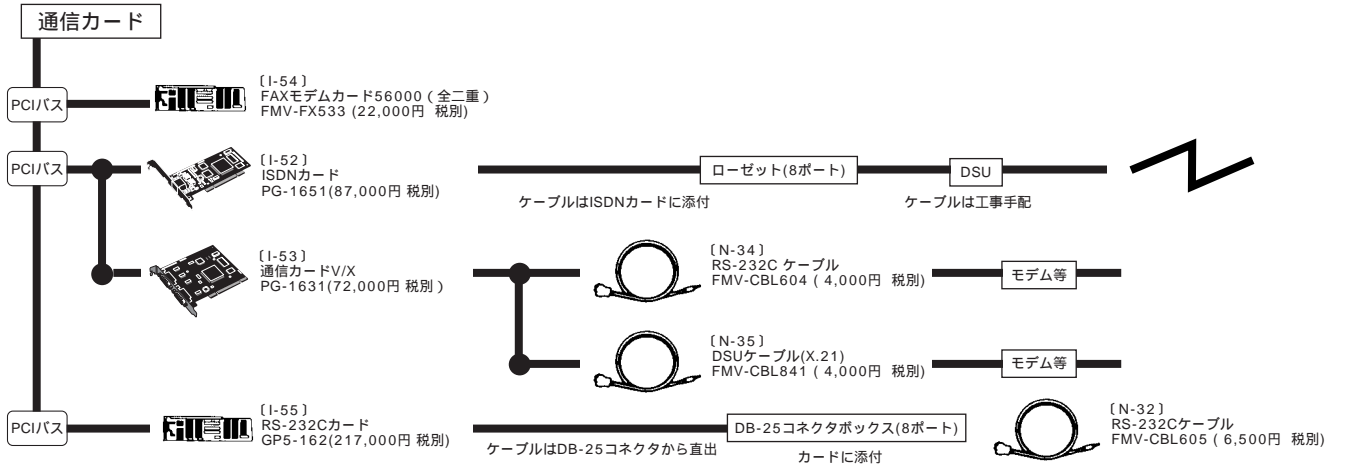 通信カード
PCIバス
〔I-54〕
FAXモデムカード56000（全二重）
FMV-FX533 (22,000円 税別)
PCIバス
〔I-52〕
ISDNカード
PG-1651(87,000円 税別)
ケーブルはISDNカードに添付
ローゼット(8ポート)
DSU
ケーブルは工事手配
〔I-53〕
通信カードV/X
PG-1631(72,000円 税別）
〔N-34〕
RS-232C ケーブル
FMV-CBL604（4,000円 税別)
モデム等
〔N-35〕
DSUケーブル(X.21)
FMV-CBL841（4,000円 税別)
モデム等
PCIバス
〔I-55〕
RS-232Cカード
GP5-162(217,000円 税別)
ケーブルはDB-25コネクタから直出
DB-25コネクタボックス(8ポート)
カードに添付
〔N-32〕
RS-232Cケーブル
FMV-CBL605（6,500円 税別)